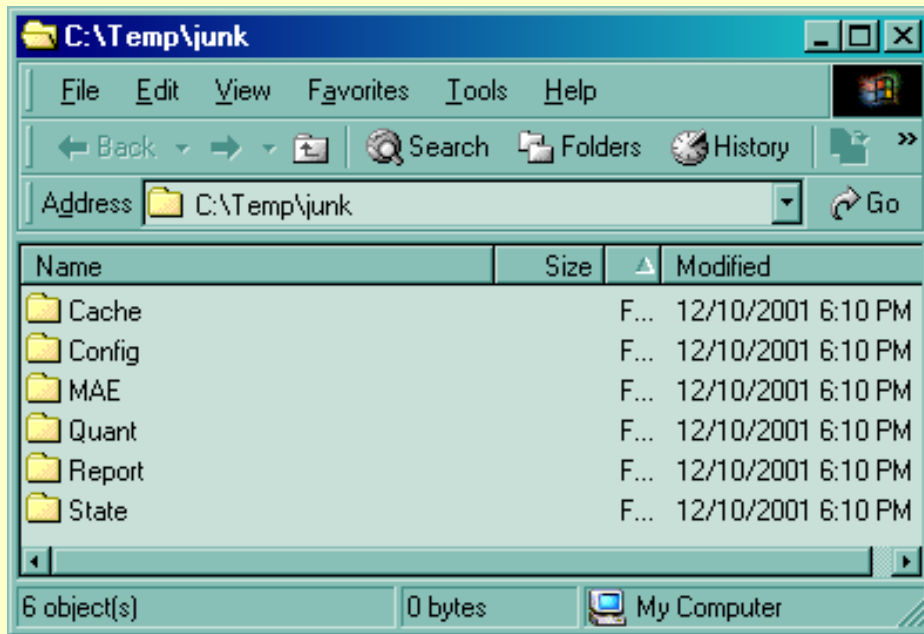 C:\Temp\junk
File Edit View Favorites Tools Help
Back Search Folders History »
Address C:\Temp\junk Go
Name Size Modified
Cache F... 12/10/2001 6:10 PM
Config F... 12/10/2001 6:10 PM
MAE F... 12/10/2001 6:10 PM
Quant F... 12/10/2001 6:10 PM
Report F... 12/10/2001 6:10 PM
State F... 12/10/2001 6:10 PM
6 object(s) 0 bytes My Computer